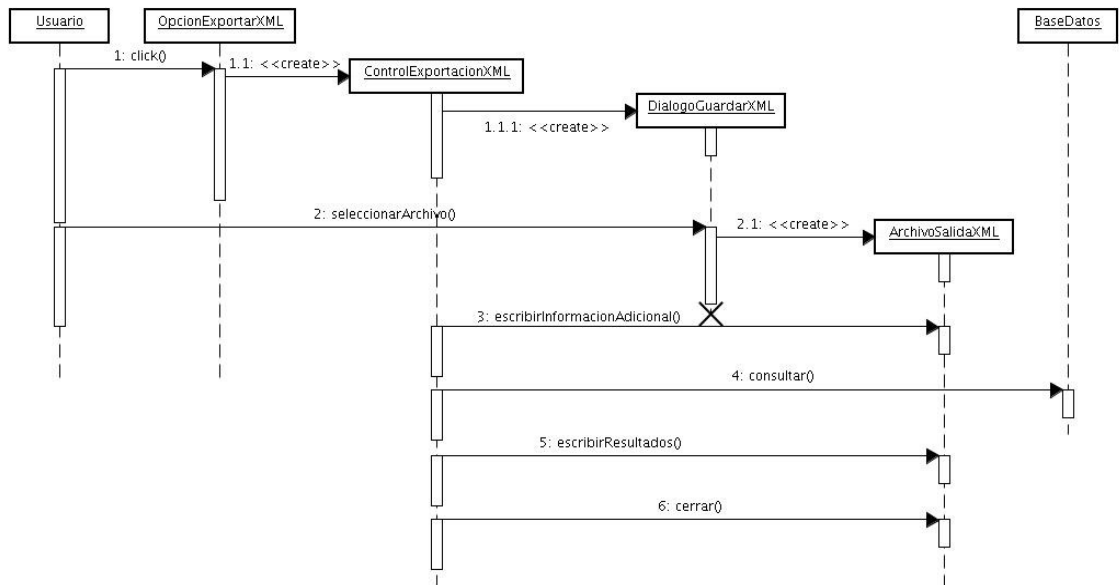 Usuario
OpcionExportarXML
BaseDatos
1: click()
1.1: <<create>>
ControlExportacionXML
DialogoGuardarXML
1.1.1: <<create>>
2: seleccionarArchivo()
2.1: <<create>>
ArchivoSalidaXML
3: escribirInformacionAdicional()
4: consultar()
5: escribirResultados()
6: cerrar()